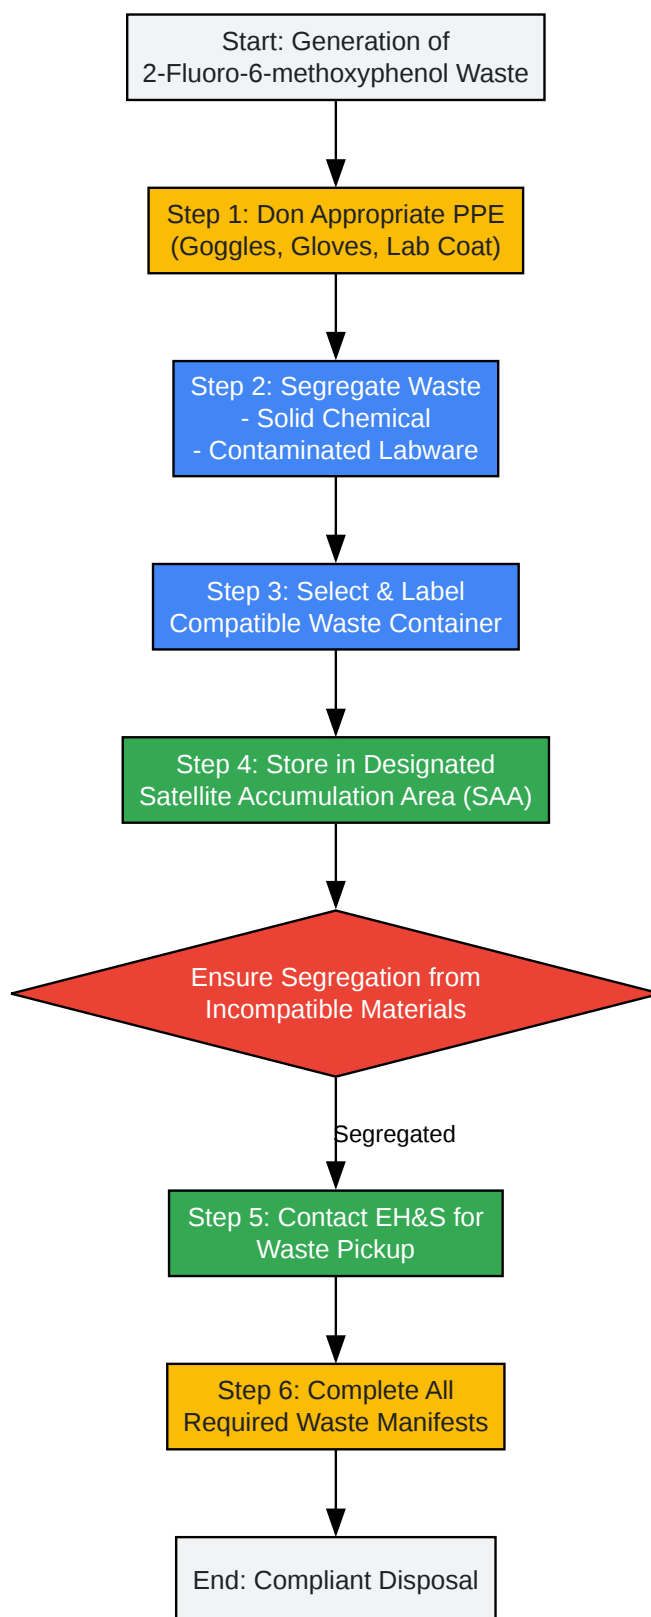 Start: Generation of
2-Fluoro-6-methoxyphenol Waste
Step 1: Don Appropriate PPE
(Goggles, Gloves, Lab Coat)
Step 2: Segregate Waste
- Solid Chemical
- Contaminated Labware
Step 3: Select & Label
Compatible Waste Container
Step 4: Store in Designated
Satellite Accumulation Area (SAA)
Ensure Segregation from
Incompatible Materials
Segregated
Step 5: Contact EH&S for
Waste Pickup
Step 6: Complete All
Required Waste Manifests
End: Compliant Disposal